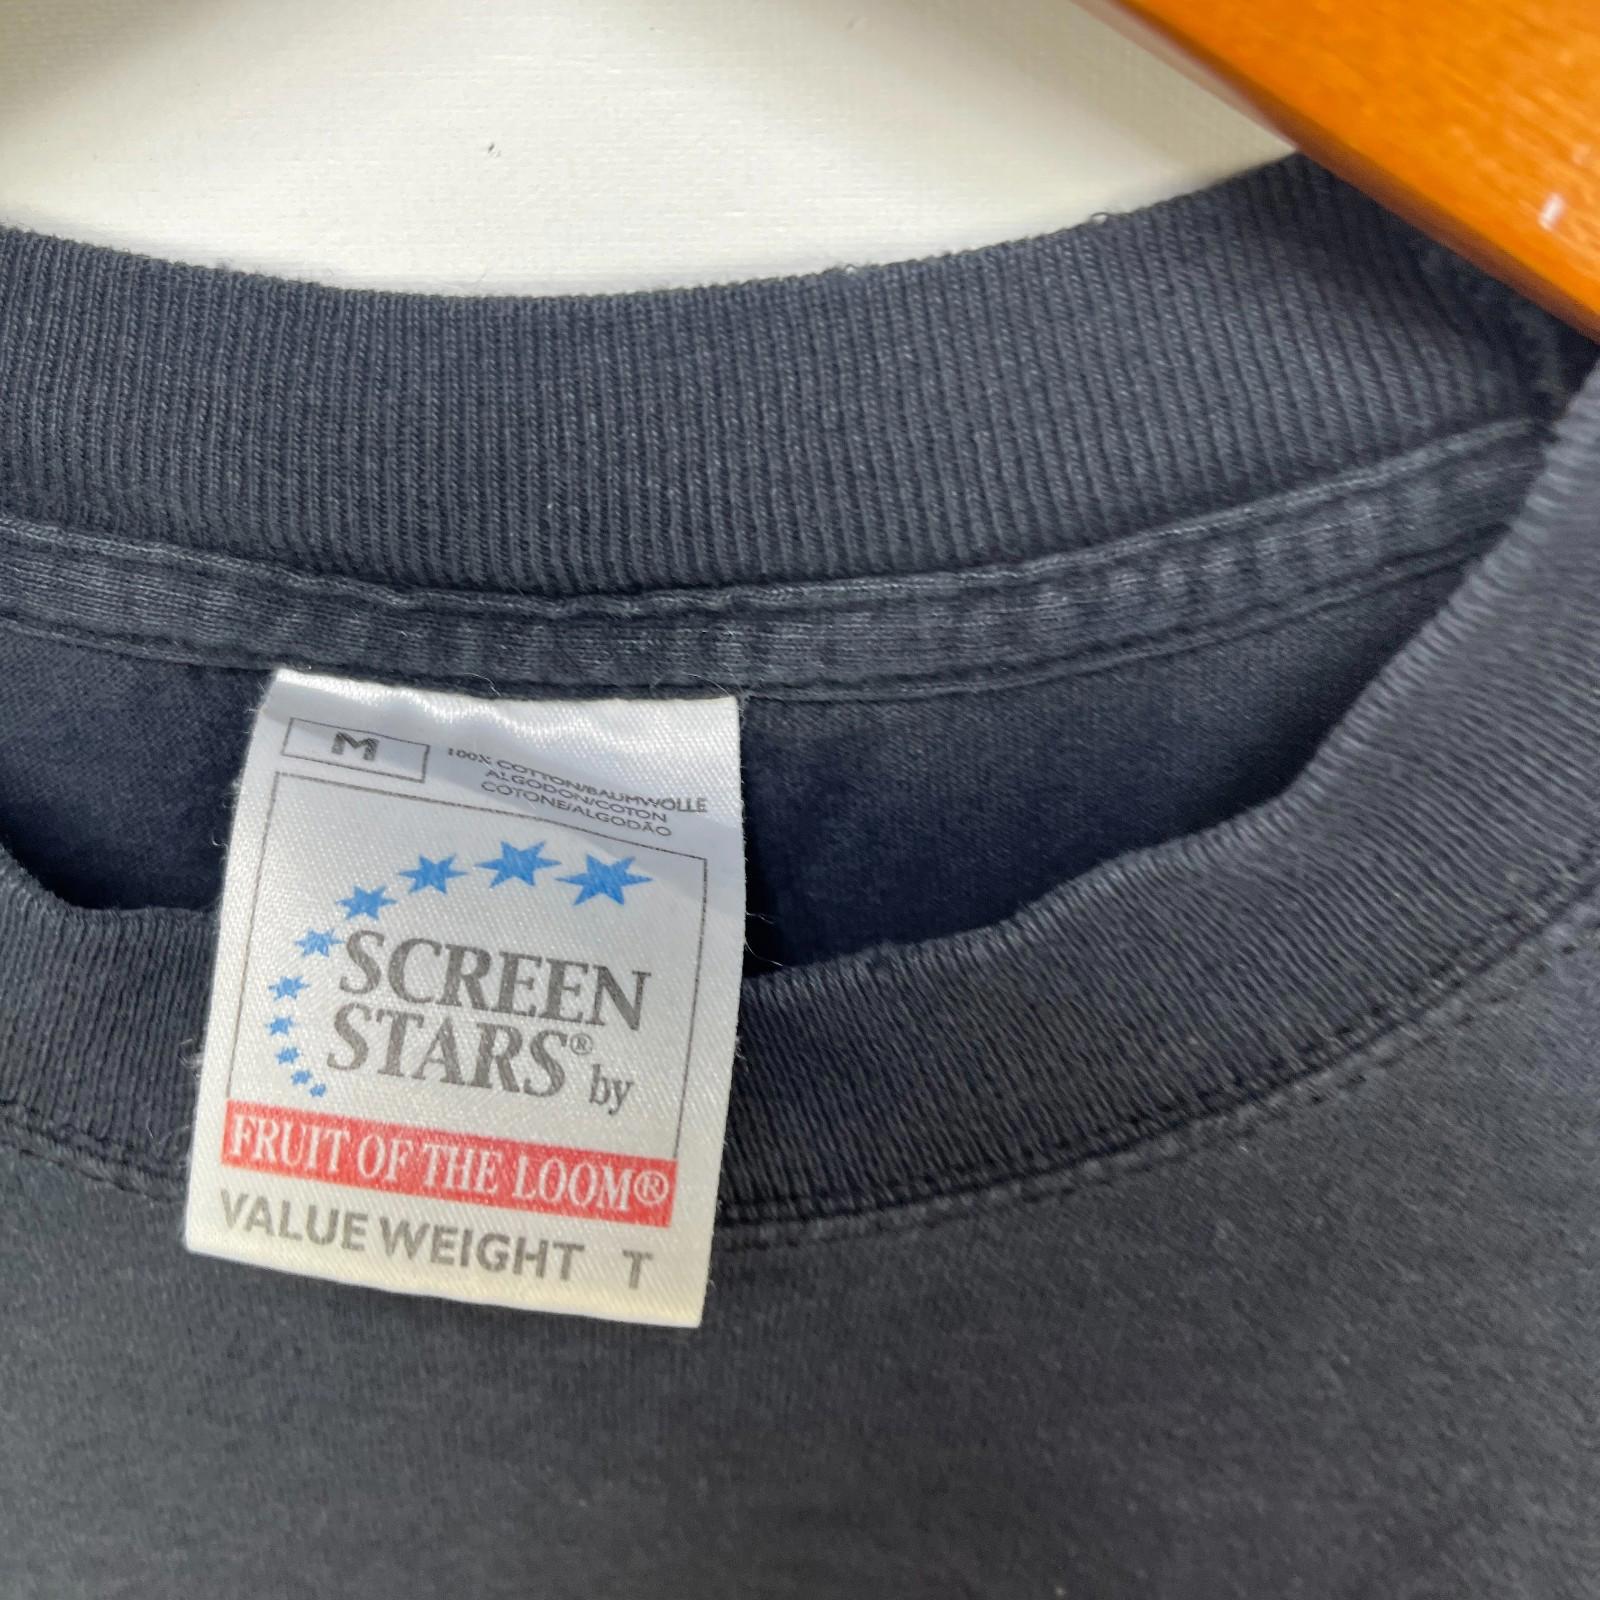 M
100% COTTON/BAUMWOLLE
ALGODON/COTON
COTONE/ALGODÃO
SCREEN
STARS® by
FRUIT OF THE LOOM®
VALUE WEIGHT T